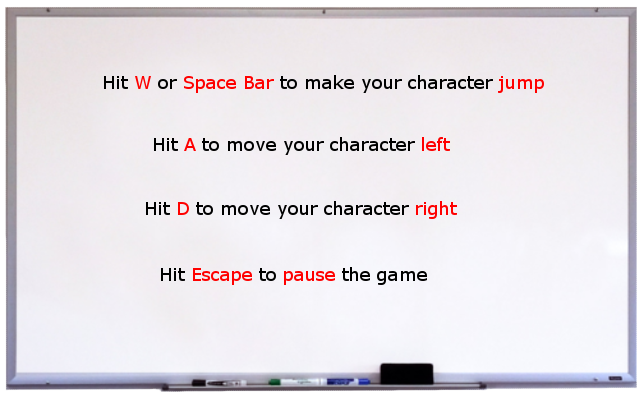 Hit W or Space Bar to make your character jump
Hit A to move your character left
Hit D to move your character right
Hit Escape to pause the game